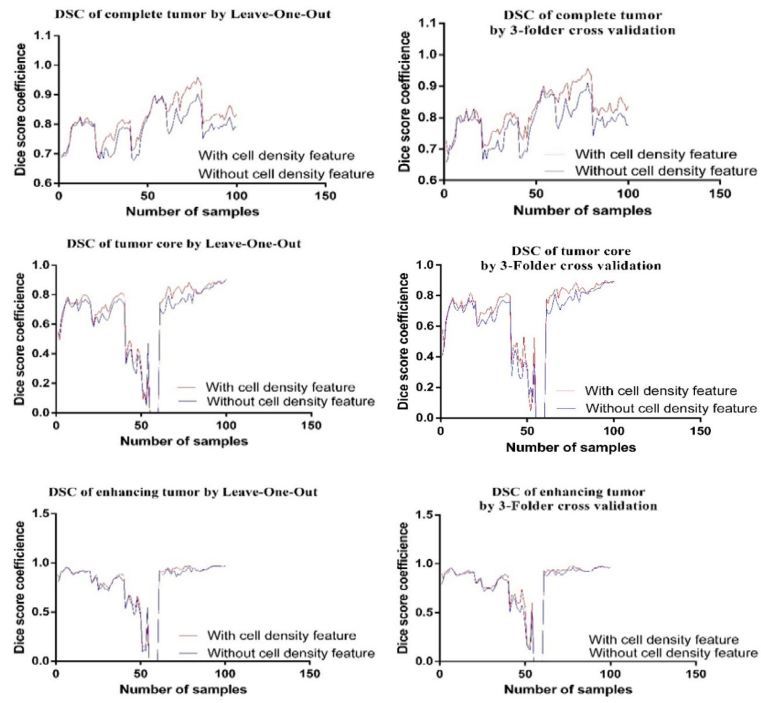 DSC of complete tumor by Leave-One-Out
Dice score coefficience
1.1
1.0
0.9
0.8
0.7
0.6
0
50
100
150
With cell density feature
Without cell density feature
Number of samples
DSC of complete tumor
by 3-folder cross validation
Dice score coefficience
1.1
1.0
0.9
0.8
0.7
0.6
0
50
100
150
With cell density feature
Without cell density feature
Number of samples
DSC of tumor core by Leave-One-Out
Dice score coefficience
1.0
0.8
0.6
0.4
0.2
0.0
0
50
100
150
With cell density feature
Without cell density feature
Number of samples
DSC of tumor core
by 3-Folder cross validation
Dice score coefficience
1.0
0.8
0.6
0.4
0.2
0.0
0
50
100
150
With cell density feature
Without cell density feature
Number of samples
DSC of enhancing tumor by Leave-One-Out
Dice score coefficience
1.5
1.0
0.5
0.0
0
50
100
150
With cell density feature
Without cell density feature
Number of samples
DSC of enhancing tumor
by 3-Folder cross validation
Dice score coefficience
1.5
1.0
0.5
0.0
0
50
100
150
With cell density feature
Without cell density feature
Number of samples